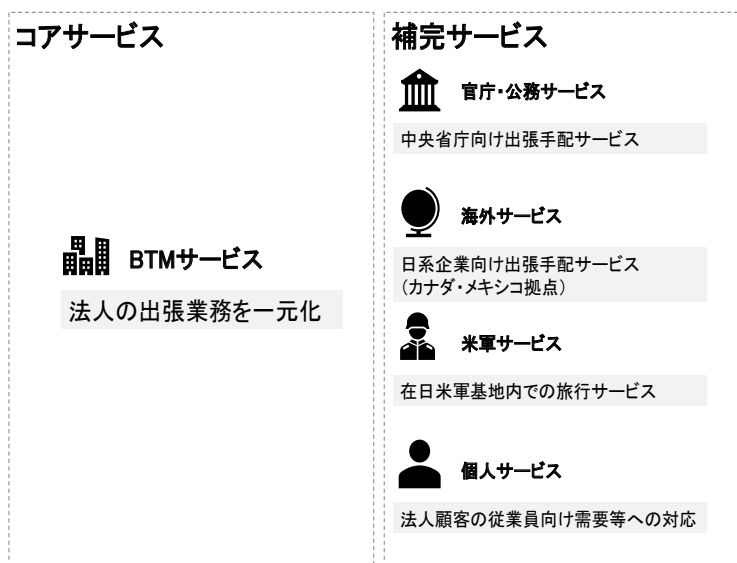 コアサービス
BTMサービス
法人の出張業務を一元化
補完サービス
官庁・公務サービス
中央省庁向け出張手配サービス
海外サービス
日系企業向け出張手配サービス
（カナダ・メキシコ拠点）
米軍サービス
在日米軍基地内での旅行サービス
個人サービス
法人顧客の従業員向け需要等への対応